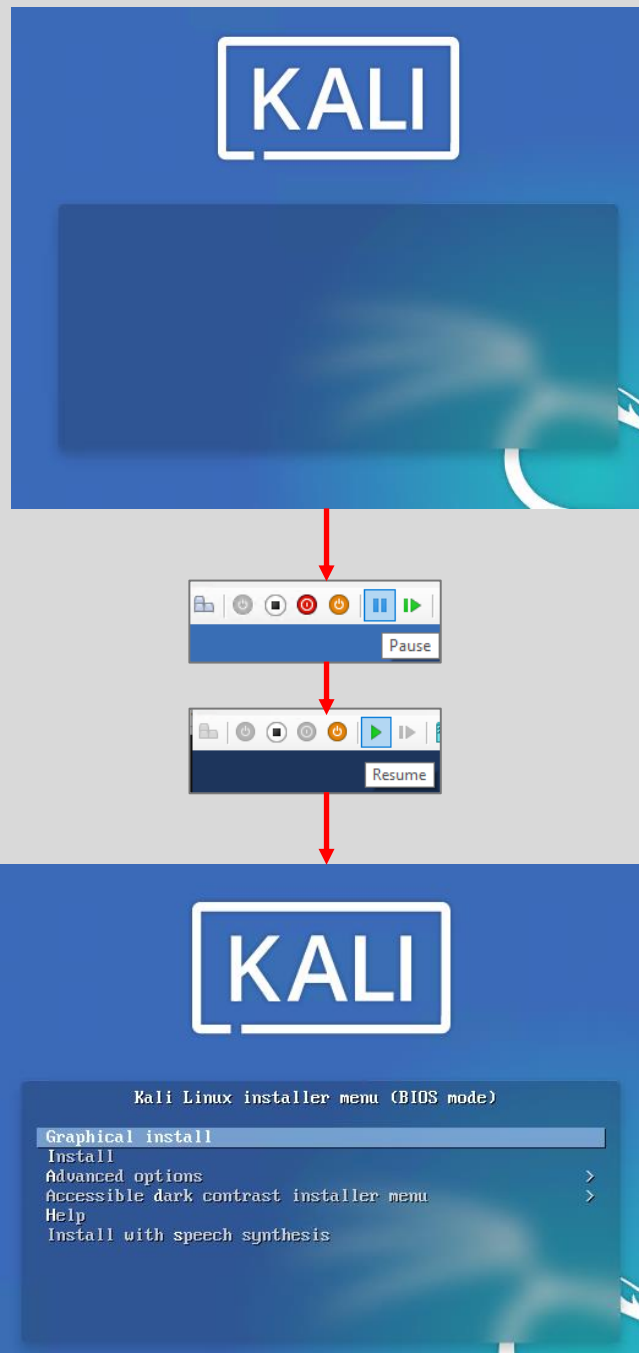 KALI
Pause
Resume
KALI
Kali Linux installer menu (BIOS mode)
Graphical install
Install
Advanced options >
Accessible dark contrast installer menu >
Help
Install with speech synthesis